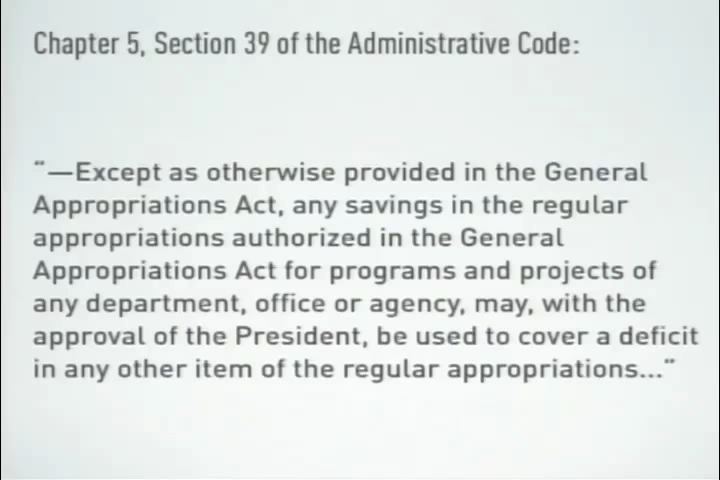 Chapter 5, Section 39 of the Administrative Code:
"—Except as otherwise provided in the General
Appropriations Act, any savings in the regular
appropriations authorized in the General
Appropriations Act for programs and projects of
any department, office or agency, may, with the
approval of the President, be used to cover a deficit
in any other item of the regular appropriations..."